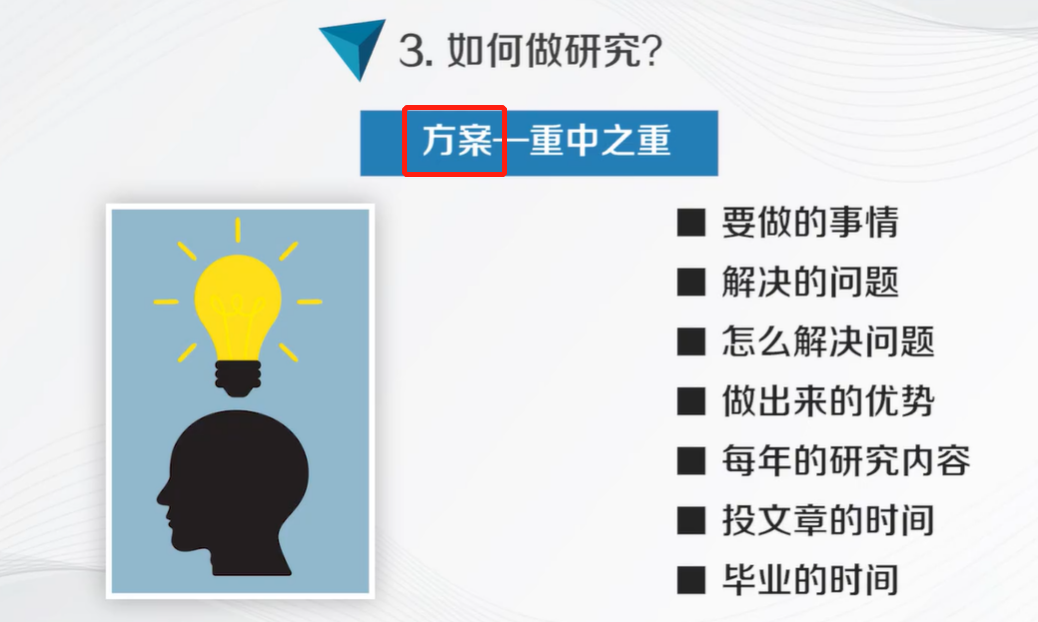 3. 如何做研究?
方案—重中之重
■ 要做的事情
■ 解决的问题
■ 怎么解决问题
■ 做出来的优势
■ 每年的研究内容
■ 投文章的时间
■ 毕业的时间